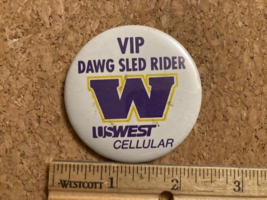 VIP
DAWG SLED RIDER
W
USWEST
CELLULAR
WESTCOTT 1 2 3